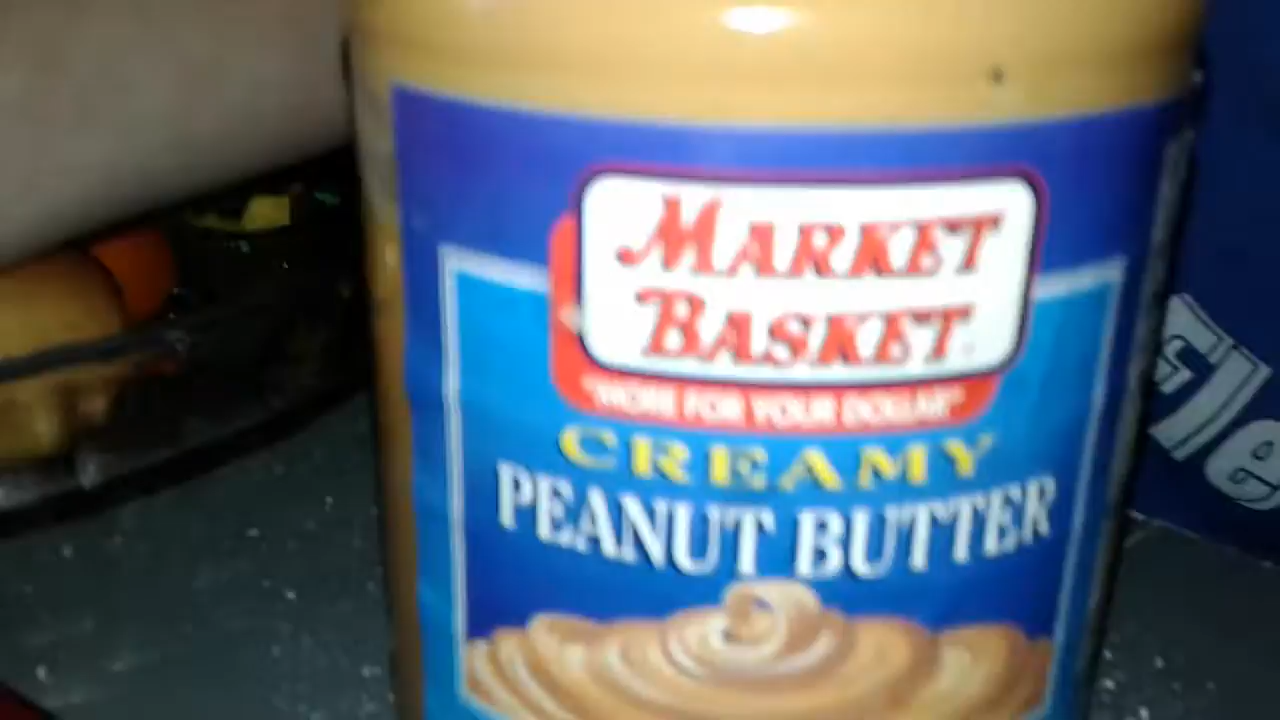 MARKET
BASKET
"MORE FOR YOUR DOLLAR"
CREAMY
PEANUT BUTTER